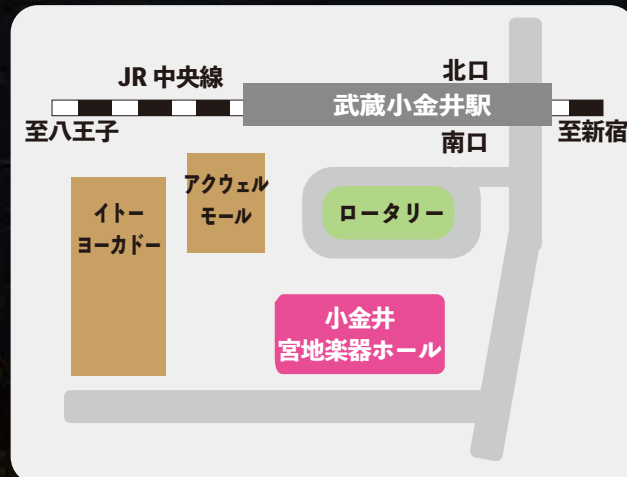 JR 中央線
北口
武蔵小金井駅
至八王子
南口
至新宿
アクウェル
モール
イトー
ヨーカドー
ロータリー
小金井
宮地楽器ホール